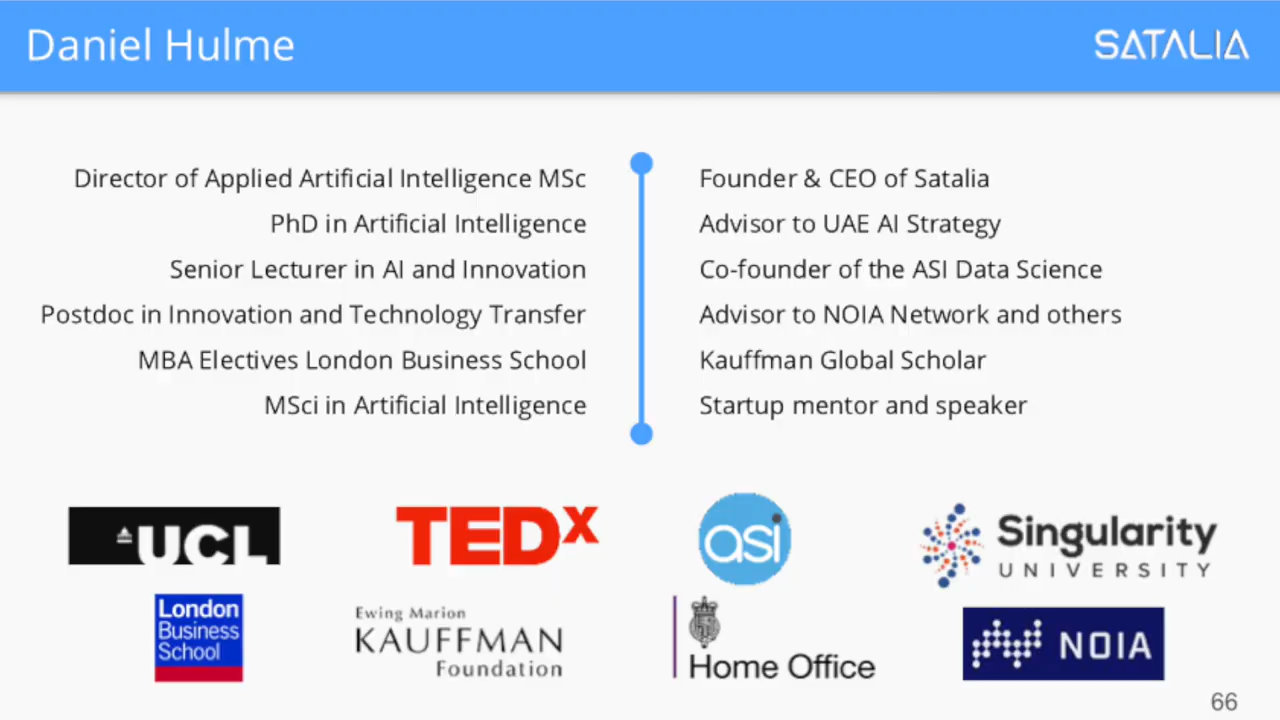 Daniel Hulme
SATALIA
Director of Applied Artificial Intelligence MSc
PhD in Artificial Intelligence
Senior Lecturer in AI and Innovation
Postdoc in Innovation and Technology Transfer
MBA Electives London Business School
MSci in Artificial Intelligence
Founder & CEO of Satalia
Advisor to UAE AI Strategy
Co-founder of the ASI Data Science
Advisor to NOIA Network and others
Kauffman Global Scholar
Startup mentor and speaker
UCL
TEDx
asi
Singularity
UNIVERSITY
London
Business
School
Ewing Marion
KAUFFMAN
Foundation
Home Office
NOIA
66